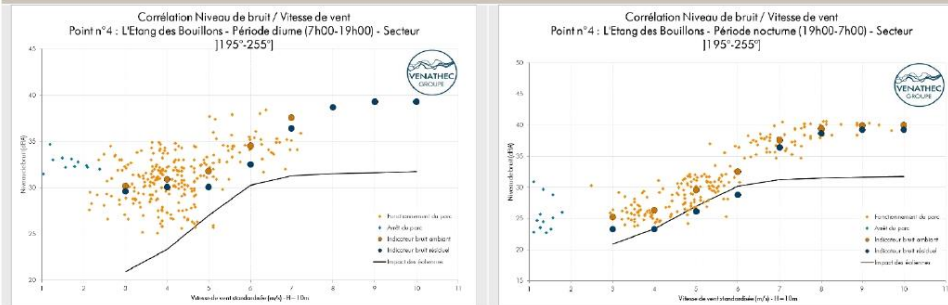 Corrélation Niveau de bruit / Vitesse de vent
Point n°4 : L'Etang des Bouillons - Période diurne (7h00-19h00) - Secteur
]195°-255°]
VENATHEC
GROUPE
45
40
35
30
25
20
1 2 3 4 5 6 7 8 9 10 11
Niveau de bruit (dBA)
Vitesse de vent standardisée (m/s) - H = 10m
Fonctionnement du parc
Arrêt du parc
Indicateur bruit ambiant
Indicateur bruit résiduel
Impact des éoliennes
Corrélation Niveau de bruit / Vitesse de vent
Point n°4 : L'Etang des Bouillons - Période nocturne (19h00-7h00) - Secteur
]195°-255°]
VENATHEC
GROUPE
50
45
40
35
30
25
20
15
1 2 3 4 5 6 7 8 9 10 11
Niveau de bruit (dBA)
Vitesse de vent standardisée (m/s) - H = 10m
Fonctionnement du parc
Arrêt du parc
Indicateur bruit ambiant
Indicateur bruit résiduel
Impact des éoliennes